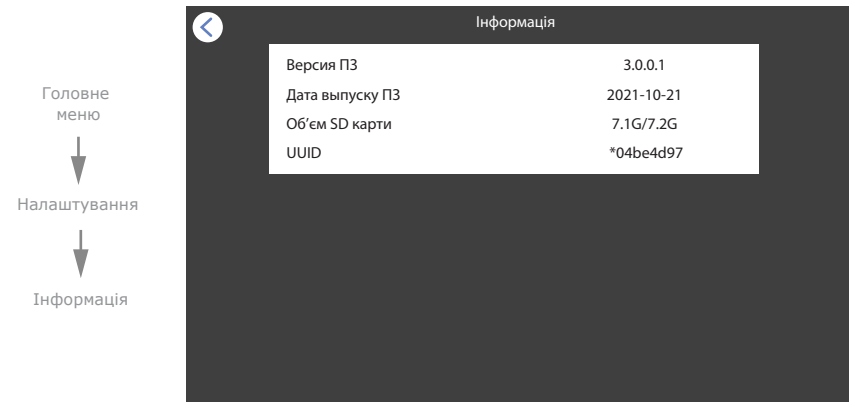 Головне
меню
Налаштування
Інформація
Інформація
Версия ПЗ 3.0.0.1
Дата выпуску ПЗ 2021-10-21
Об’єм SD карти 7.1G/7.2G
UUID *04be4d97